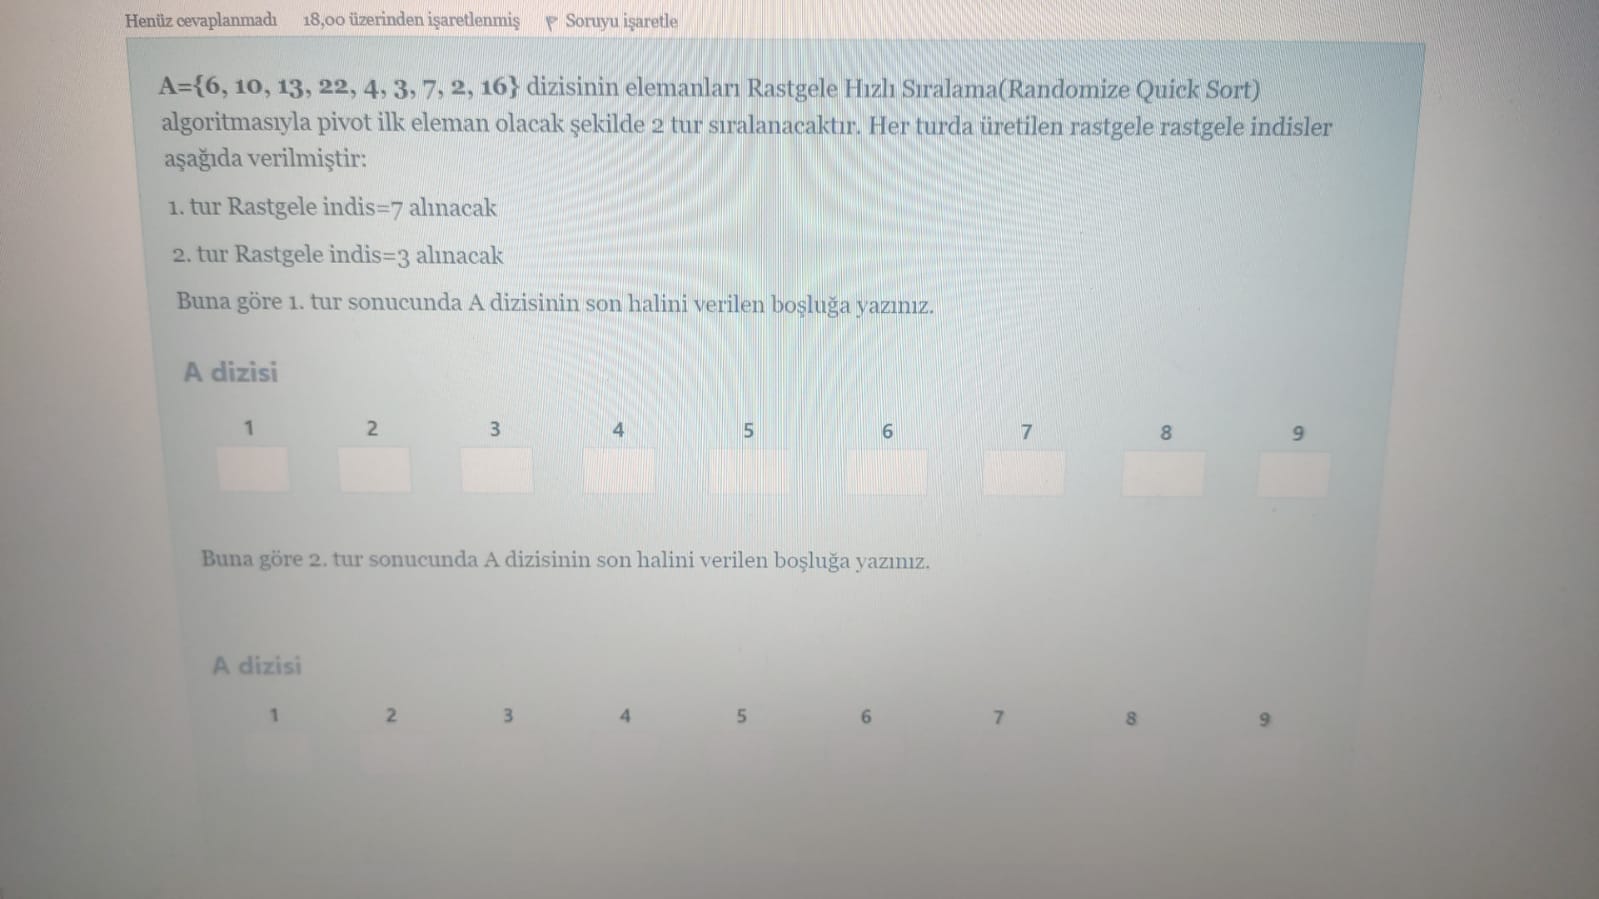 Henüz cevaplanmadı 18,00 üzerinden işaretlenmiş Soruyu işaretle
A={6, 10, 13, 22, 4, 3, 7, 2, 16} dizisinin elemanları Rastgele Hızlı Sıralama(Randomize Quick Sort)
algoritmasıyla pivot ilk eleman olacak şekilde 2 tur sıralanacaktır. Her turda üretilen rastgele rastgele indisler
aşağıda verilmiştir:
1. tur Rastgele indis=7 alınacak
2. tur Rastgele indis=3 alınacak
Buna göre 1. tur sonucunda A dizisinin son halini verilen boşluğa yazınız.
A dizisi
1 2 3 4 5 6 7 8 9
Buna göre 2. tur sonucunda A dizisinin son halini verilen boşluğa yazınız.
A dizisi
1 2 3 4 5 6 7 8 9